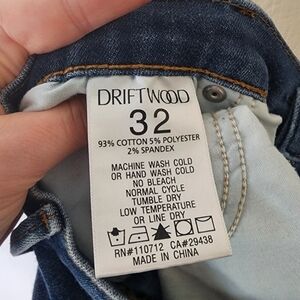 DRIFTWOOD
32
93% COTTON 5% POLYESTER
2% SPANDEX
MACHINE WASH COLD
OR HAND WASH COLD
NO BLEACH
NORMAL CYCLE
TUMBLE DRY
LOW TEMPERATURE
OR LINE DRY
RN#110712 CA#29438
MADE IN CHINA